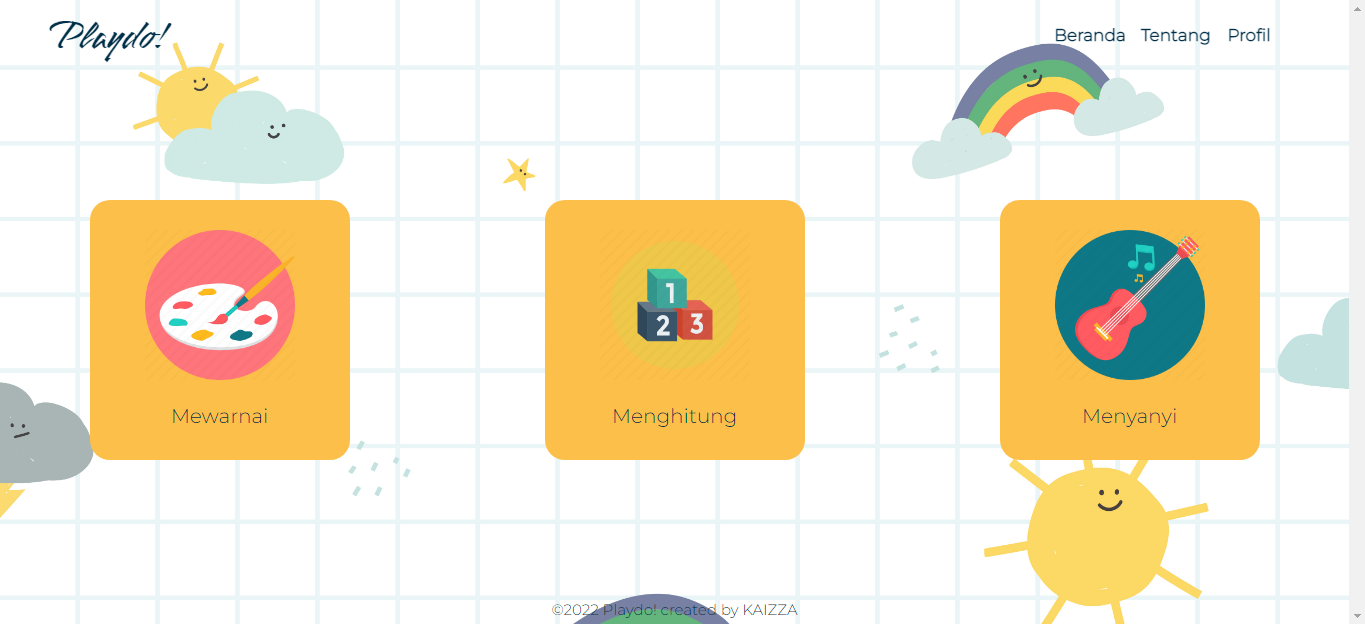 Playdo!
Beranda Tentang Profil
1
2 3
Mewarnai
Menghitung
Menyanyi
©2022 Playdo! created by KAIZZA